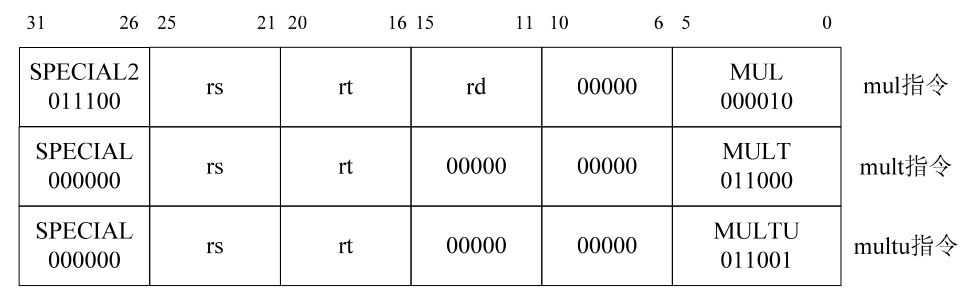 31 26 25 21 20 16 15 11 10 6 5 0
SPECIAL2 MUL
011100 rs rt rd 00000 000010 mul指令
SPECIAL MULT
000000 rs rt 00000 00000 011000 mult指令
SPECIAL MULTU
000000 rs rt 00000 00000 011001 multu指令